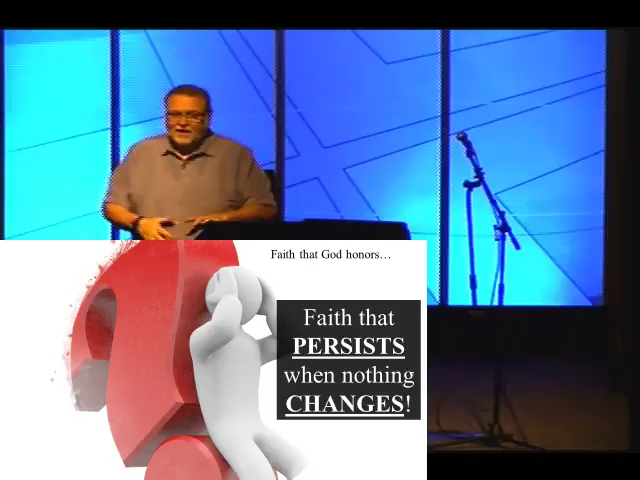 Faith that God honors…
Faith that
PERSISTS
when nothing
CHANGES!